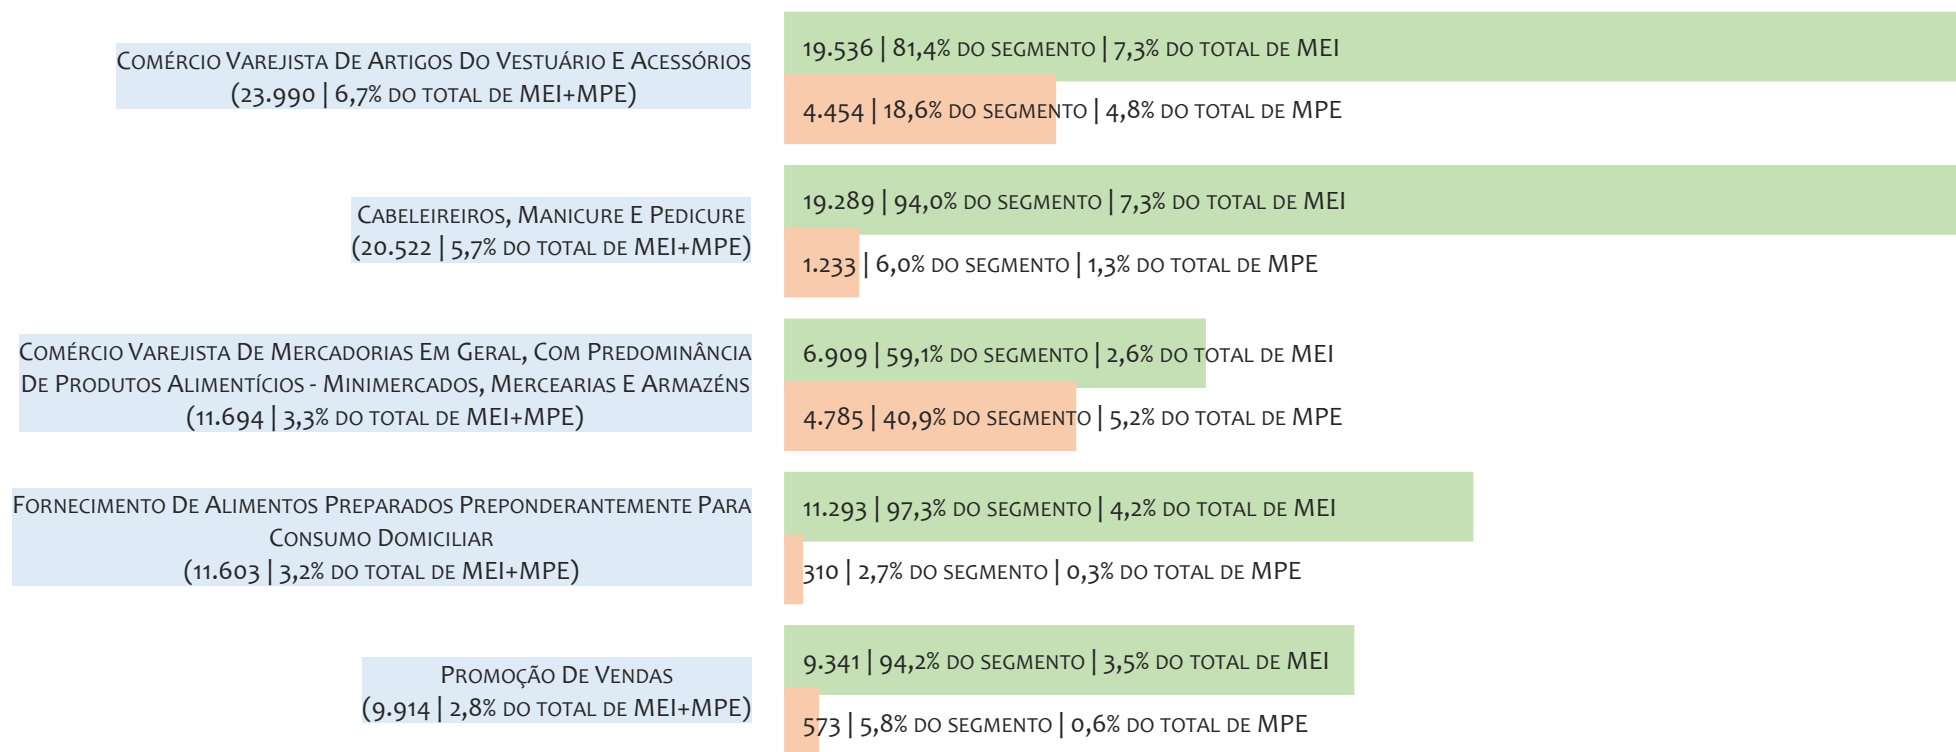 Comércio Varejista De Artigos Do Vestuário E Acessórios
(23.990 | 6,7% do total de MEI+MPE)
19.536 | 81,4% do segmento | 7,3% do total de MEI
4.454 | 18,6% do segmento | 4,8% do total de MPE
Cabeleireiros, Manicure E Pedicure
(20.522 | 5,7% do total de MEI+MPE)
19.289 | 94,0% do segmento | 7,3% do total de MEI
1.233 | 6,0% do segmento | 1,3% do total de MPE
Comércio Varejista De Mercadorias Em Geral, Com Predominância
De Produtos Alimentícios - Minimercados, Mercearias E Armazéns
(11.694 | 3,3% do total de MEI+MPE)
6.909 | 59,1% do segmento | 2,6% do total de MEI
4.785 | 40,9% do segmento | 5,2% do total de MPE
Fornecimento De Alimentos Preparados Preponderantemente Para
Consumo Domiciliar
(11.603 | 3,2% do total de MEI+MPE)
11.293 | 97,3% do segmento | 4,2% do total de MEI
310 | 2,7% do segmento | 0,3% do total de MPE
Promoção De Vendas
(9.914 | 2,8% do total de MEI+MPE)
9.341 | 94,2% do segmento | 3,5% do total de MEI
573 | 5,8% do segmento | 0,6% do total de MPE